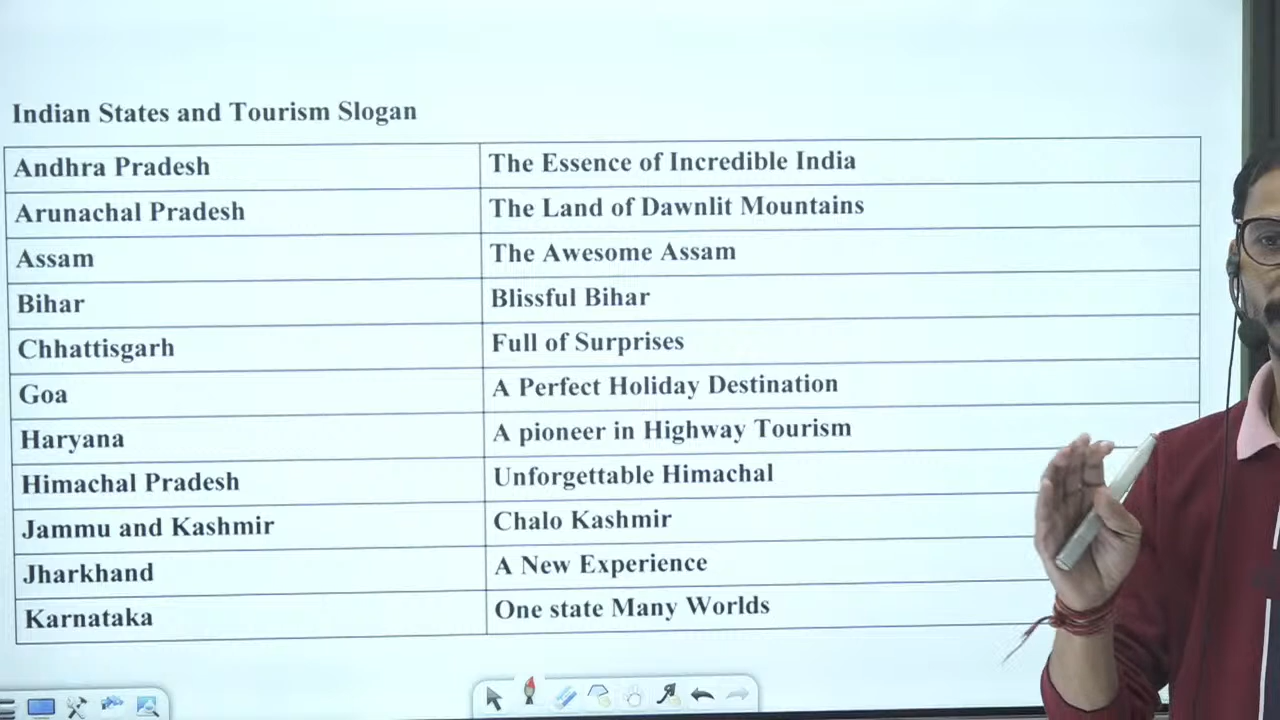 Indian States and Tourism Slogan
Andhra Pradesh The Essence of Incredible India
Arunachal Pradesh The Land of Dawnlit Mountains
Assam The Awesome Assam
Bihar Blissful Bihar
Chhattisgarh Full of Surprises
Goa A Perfect Holiday Destination
Haryana A pioneer in Highway Tourism
Himachal Pradesh Unforgettable Himachal
Jammu and Kashmir Chalo Kashmir
Jharkhand A New Experience
Karnataka One state Many Worlds